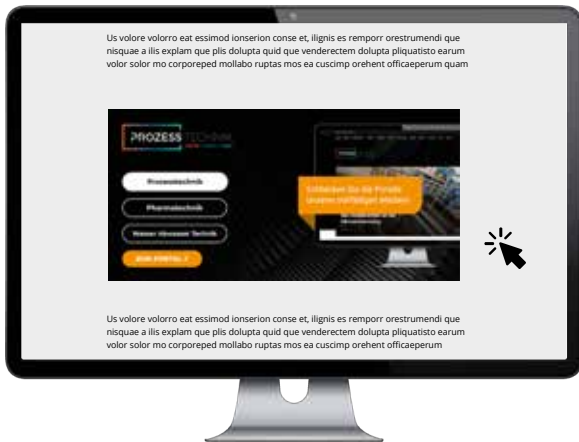 Us volore volorro eat essimod ionserion conse et, ilignis es remporr orestrumendi que
nisquae a ilis explam que plis dolupta quid que venderectem dolupta pliquatisto earum
volor solor mo corporeped mollabo ruptas mos ea cuscimp orehent officaeperum quam
PROZESSTECHNIK
Prozesstechnik
Pharmatechnik
Wasser Abwasser Technik
ZUM PORTAL
Entdecken Sie die Portale
unserer vielfältigen Medien!
Us volore volorro eat essimod ionserion conse et, ilignis es remporr orestrumendi que
nisquae a ilis explam que plis dolupta quid que venderectem dolupta pliquatisto earum
volor solor mo corporeped mollabo ruptas mos ea cuscimp orehent officaeperum